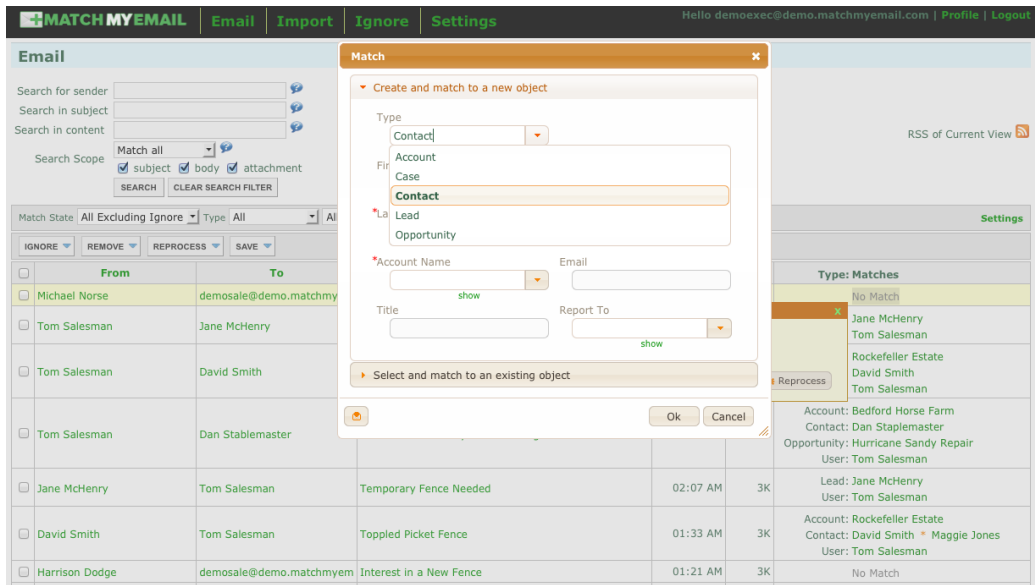 MATCHMYEMAIL Email Import Ignore Settings Hello demoexec@demo.matchmyemail.com | Profile | Logout
Email
Match x
Create and match to a new object
Search for sender ?
Search in subject ?
Search in content ?
RSS of Current View
Search Scope Match all ?
subject body attachment
SEARCH CLEAR SEARCH FILTER
Type
Contact
Account
Case
Contact
Lead
Opportunity
Fir
*La
Match State All Excluding Ignore Type All Al
Settings
IGNORE REMOVE REPROCESS SAVE
*Account Name Email
show
Title Report To
show
Select and match to an existing object
Ok Cancel
From To Type: Matches
Michael Norse demosale@demo.matchmy No Match
x
Tom Salesman Jane McHenry Jane McHenry
Tom Salesman
Tom Salesman David Smith Rockefeller Estate
David Smith
Reprocess
Tom Salesman
Tom Salesman Dan Stablemaster Account: Bedford Horse Farm
Contact: Dan Staplemaster
Opportunity: Hurricane Sandy Repair
User: Tom Salesman
Jane McHenry Tom Salesman Temporary Fence Needed 02:07 AM 3K Lead: Jane McHenry
User: Tom Salesman
David Smith Tom Salesman Toppled Picket Fence 01:33 AM 3K Account: Rockefeller Estate
Contact: David Smith * Maggie Jones
User: Tom Salesman
Harrison Dodge demosale@demo.matchmyem Interest in a New Fence 01:21 AM 3K No Match